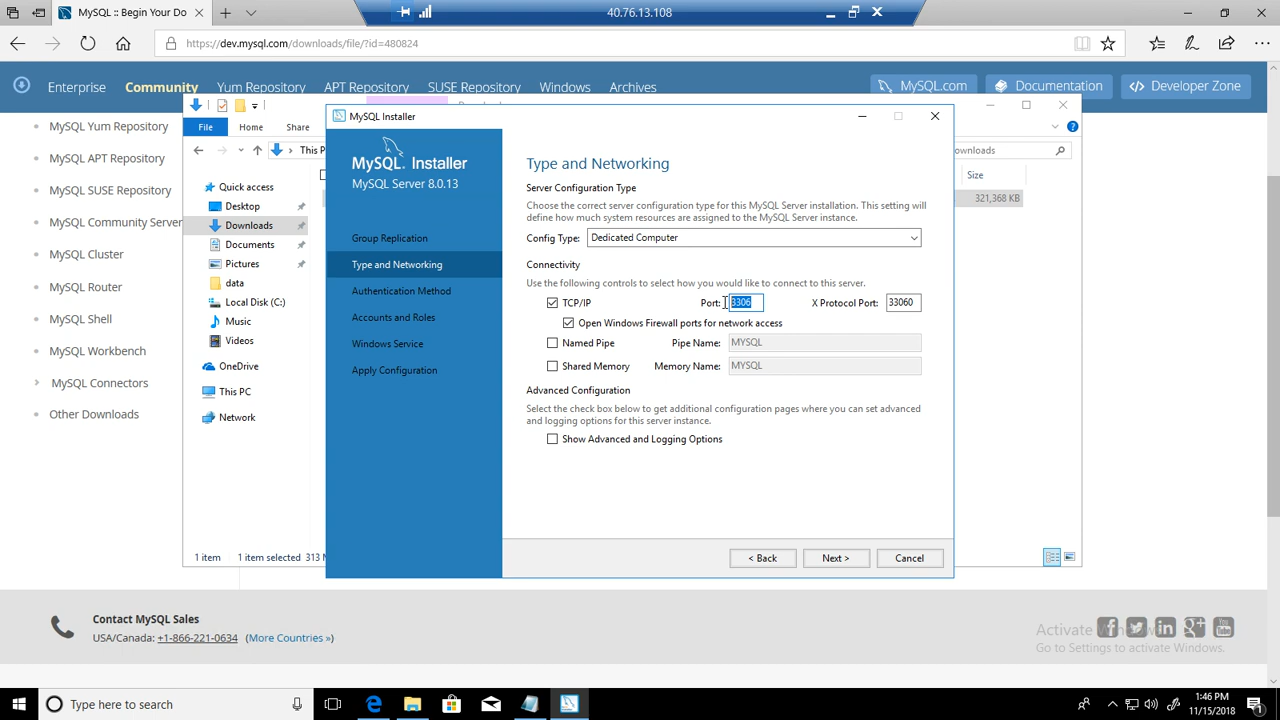 MySQL :: Begin Your Do
40.76.13.108
https://dev.mysql.com/downloads/file/?id=480824
Enterprise Community Yum Repository APT Repository SUSE Repository Windows Archives
MySQL.com Documentation Developer Zone
MySQL Yum Repository
MySQL APT Repository
MySQL SUSE Repository
MySQL Community Server
MySQL Cluster
MySQL Router
MySQL Shell
MySQL Workbench
MySQL Connectors
Other Downloads
File Home Share
This P
ownloads
Size
321,368 KB
Quick access
Desktop
Downloads
Documents
Pictures
data
Local Disk (C:)
Music
Videos
OneDrive
This PC
Network
1 item 1 item selected 313 M
MySQL Installer
MySQL. Installer
MySQL Server 8.0.13
Group Replication
Type and Networking
Authentication Method
Accounts and Roles
Windows Service
Apply Configuration
Type and Networking
Server Configuration Type
Choose the correct server configuration type for this MySQL Server installation. This setting will
define how much system resources are assigned to the MySQL Server instance.
Config Type: Dedicated Computer
Connectivity
Use the following controls to select how you would like to connect to this server.
TCP/IP Port: 3306 X Protocol Port: 33060
Open Windows Firewall ports for network access
Named Pipe Pipe Name: MYSQL
Shared Memory Memory Name: MYSQL
Advanced Configuration
Select the check box below to get additional configuration pages where you can set advanced
and logging options for this server instance.
Show Advanced and Logging Options
< Back Next > Cancel
Contact MySQL Sales
USA/Canada: +1-866-221-0634 (More Countries »)
Go to Settings to activate Windows.
Type here to search
1:46 PM
11/15/2018